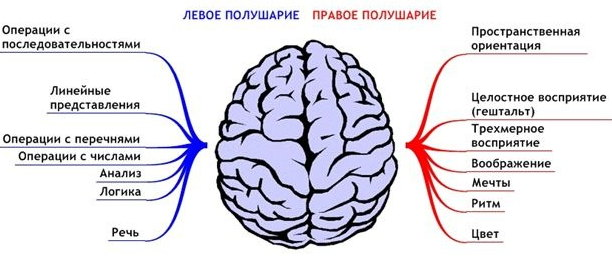 ЛЕВОЕ ПОЛУШАРИЕ ПРАВОЕ ПОЛУШАРИЕ
Операции с
последовательностями
Линейные
представления
Операции с перечнями
Операции с числами
Анализ
Логика
Речь
Пространственная
ориентация
Целостное восприятие
(гештальт)
Трехмерное
восприятие
Воображение
Мечты
Ритм
Цвет